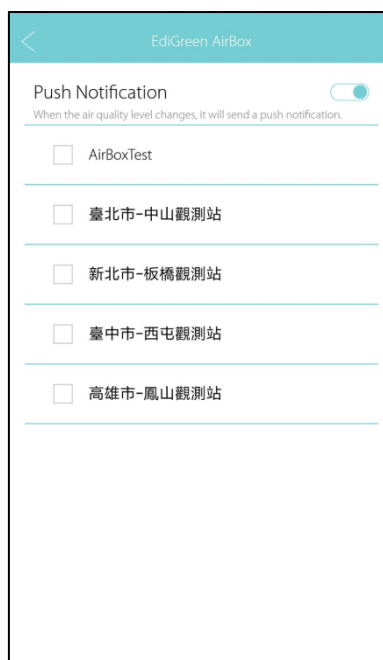 EdiGreen AirBox
Push Notification
When the air quality level changes, it will send a push notification.
AirBoxTest
臺北市-中山觀測站
新北市-板橋觀測站
臺中市-西屯觀測站
高雄市-鳳山觀測站